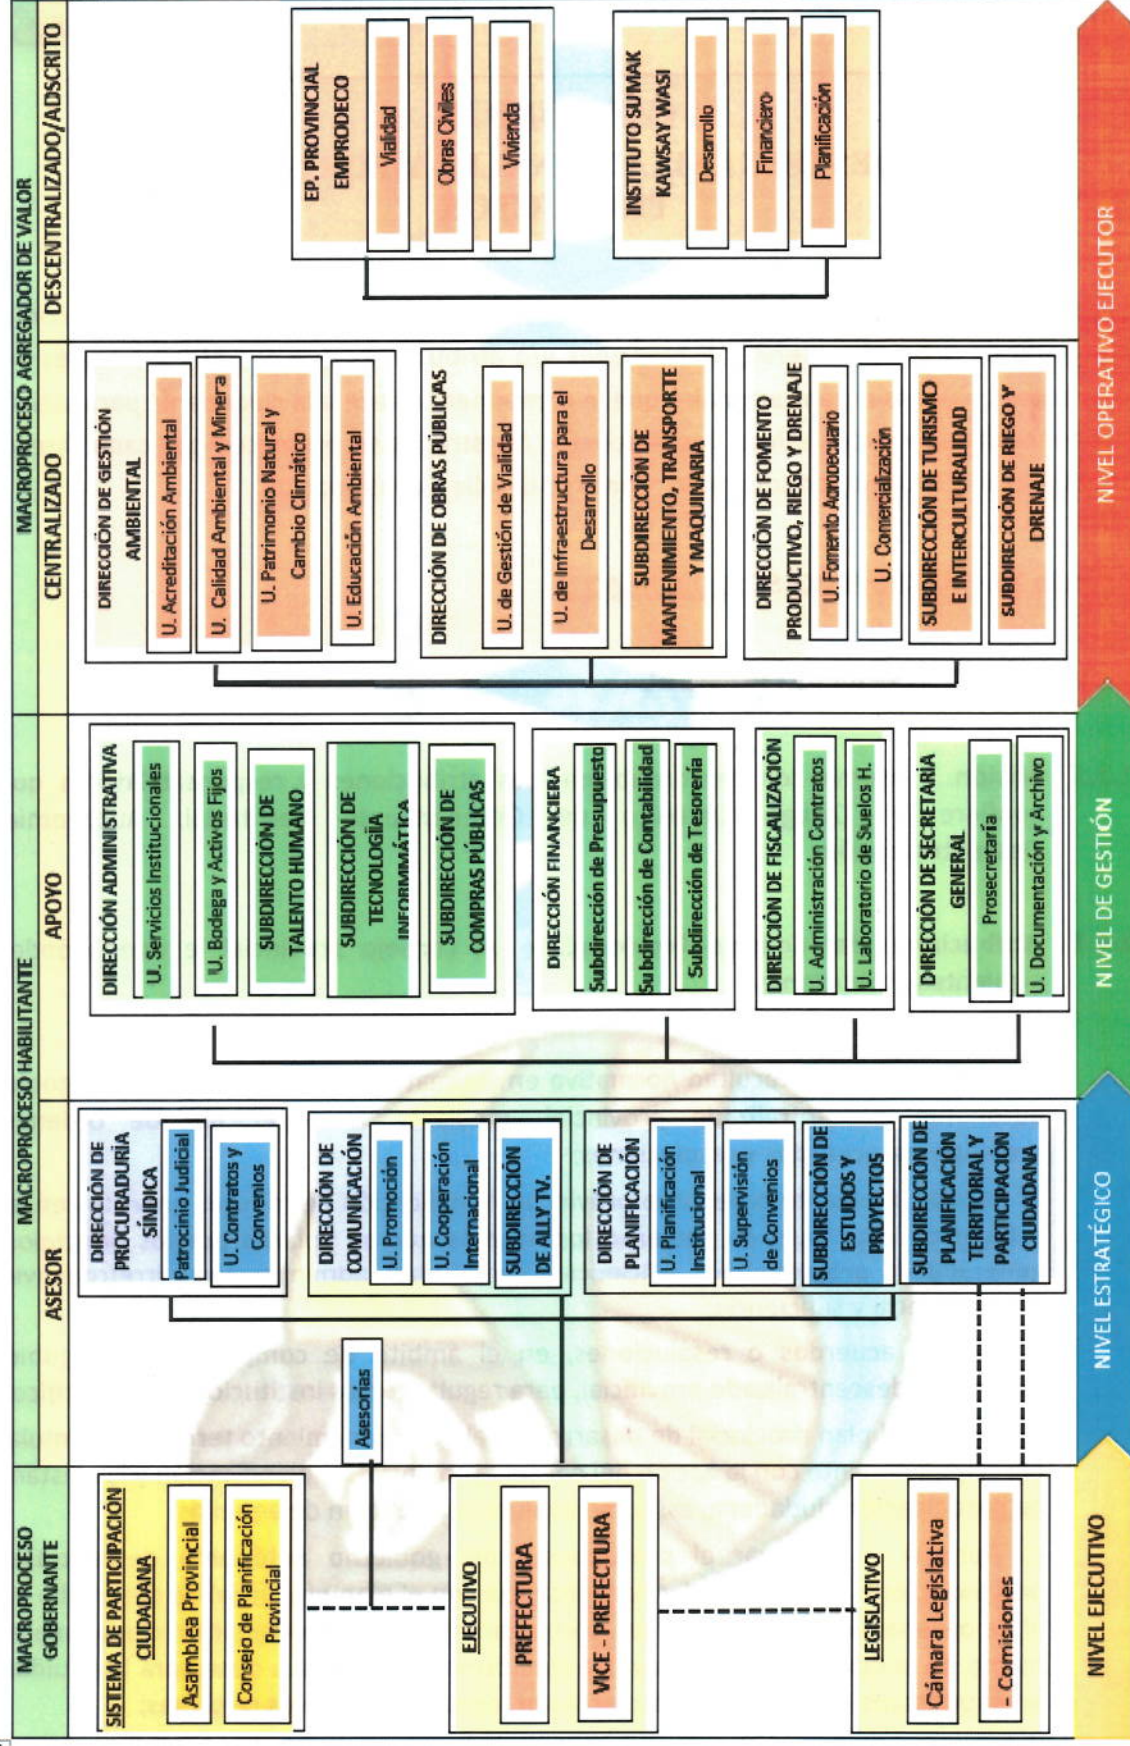 MACROPROCESO
GOBERNANTE
MACROPROCESO HABILITANTE
MACROPROCESO AGREGADOR DE VALOR
ASESOR
APOYO
CENTRALIZADO
DESCENTRALIZADO/ADSCRITO
SISTEMA DE PARTICIPACIÓN
CIUDADANA
Asamblea Provincial
Consejo de Planificación
Provincial
EJECUTIVO
PREFECTURA
VICE - PREFECTURA
LEGISLATIVO
Cámara Legislativa
- Comisiones
Asesorias
DIRECCIÓN DE
PROCURADURÍA
SÍNDICA
Patrocinio Judicial
U. Contratos y
Convenios
DIRECCIÓN DE
COMUNICACIÓN
U. Promoción
U. Cooperación
Internacional
SUBDIRECCIÓN
DE ALLY TV.
DIRECCIÓN DE
PLANIFICACIÓN
U. Planificación
Institucional
U. Supervisión
de Convenios
SUBDIRECCIÓN DE
ESTUDOS Y
PROYECTOS
SUBDIRECCIÓN DE
PLANIFICACIÓN
TERRITORIAL Y
PARTICIPACIÓN
CIUDADANA
DIRECCIÓN ADMINISTRATIVA
U. Servicios Institucionales
U. Bodega y Activos Fijos
SUBDIRECCIÓN DE
TALENTO HUMANO
SUBDIRECCIÓN DE
TECNOLOGÍA
INFORMÁTICA
SUBDIRECCIÓN DE
COMPRAS PÚBLICAS
DIRECCIÓN FINANCIERA
Subdirección de Presupuesto
Subdirección de Contabilidad
Subdirección de Tesorería
DIRECCIÓN DE FISCALIZACIÓN
U. Administración Contratos
U. Laboratorio de Suelos H.
DIRECCIÓN DE SECRETARIA
GENERAL
Prosecretaría
U. Documentación y Archivo
DIRECCIÓN DE GESTIÓN
AMBIENTAL
U. Acreditación Ambiental
U. Calidad Ambiental y Minera
U. Patrimonio Natural y
Cambio Climático
U. Educación Ambiental
DIRECCIÓN DE OBRAS PÚBLICAS
U. de Gestión de Vialidad
U. de Infraestructura para el
Desarrollo
SUBDIRECCIÓN DE
MANTENIMIENTO, TRANSPORTE
Y MAQUINARIA
DIRECCIÓN DE FOMENTO
PRODUCTIVO, RIEGO Y DRENAJE
U. Fomento Agropecuario
U. Comercialización
SUBDIRECCIÓN DE TURISMO
E INTERCULTURALIDAD
SUBDIRECCIÓN DE RIEGO Y
DRENAJE
EP. PROVINCIAL
EMPRODECO
Vialidad
Obras Civiles
Vivienda
INSTITUTO SUMAK
KAWSAY WASI
Desarrollo
Financiero
Planificación
NIVEL EJECUTIVO
NIVEL ESTRATÉGICO
NIVEL DE GESTIÓN
NIVEL OPERATIVO EJECUTOR